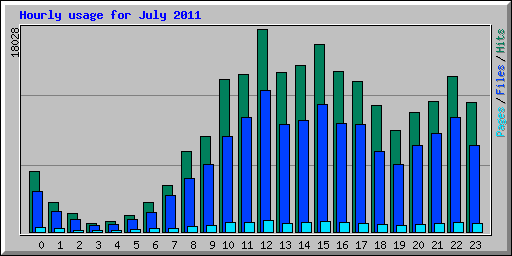 Hourly usage for July 2011
18028
Pages / Files / Hits
0 1 2 3 4 5 6 7 8 9 10 11 12 13 14 15 16 17 18 19 20 21 22 23